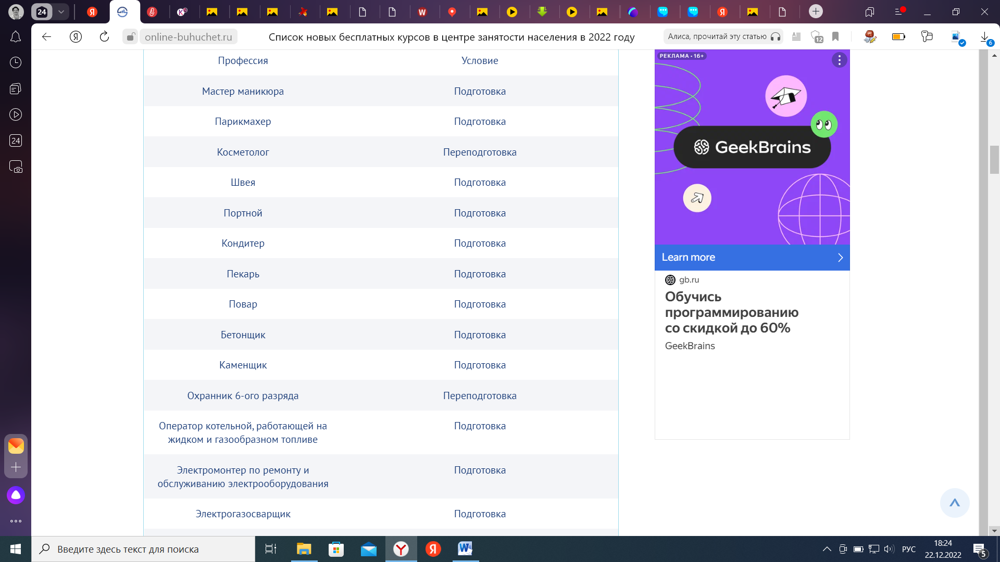 24
online-buhuchet.ru
Список новых бесплатных курсов в центре занятости населения в 2022 году
Алиса, прочитай эту статью
12
6
Профессия Условие
Мастер маникюра Подготовка
Парикмахер Подготовка
Косметолог Переподготовка
Швея Подготовка
Портной Подготовка
Кондитер Подготовка
Пекарь Подготовка
Повар Подготовка
Бетонщик Подготовка
Каменщик Подготовка
Охранник 6-ого разряда Переподготовка
Оператор котельной, работающей на Подготовка
жидком и газообразном топливе
Электромонтер по ремонту и Подготовка
обслуживанию электрооборудования
Электрогазосварщик Подготовка
РЕКЛАМА • 16+
GeekBrains
Learn more
gb.ru
Обучись
программированию
со скидкой до 60%
GeekBrains
24
Введите здесь текст для поиска
РУС
18:24
22.12.2022
5